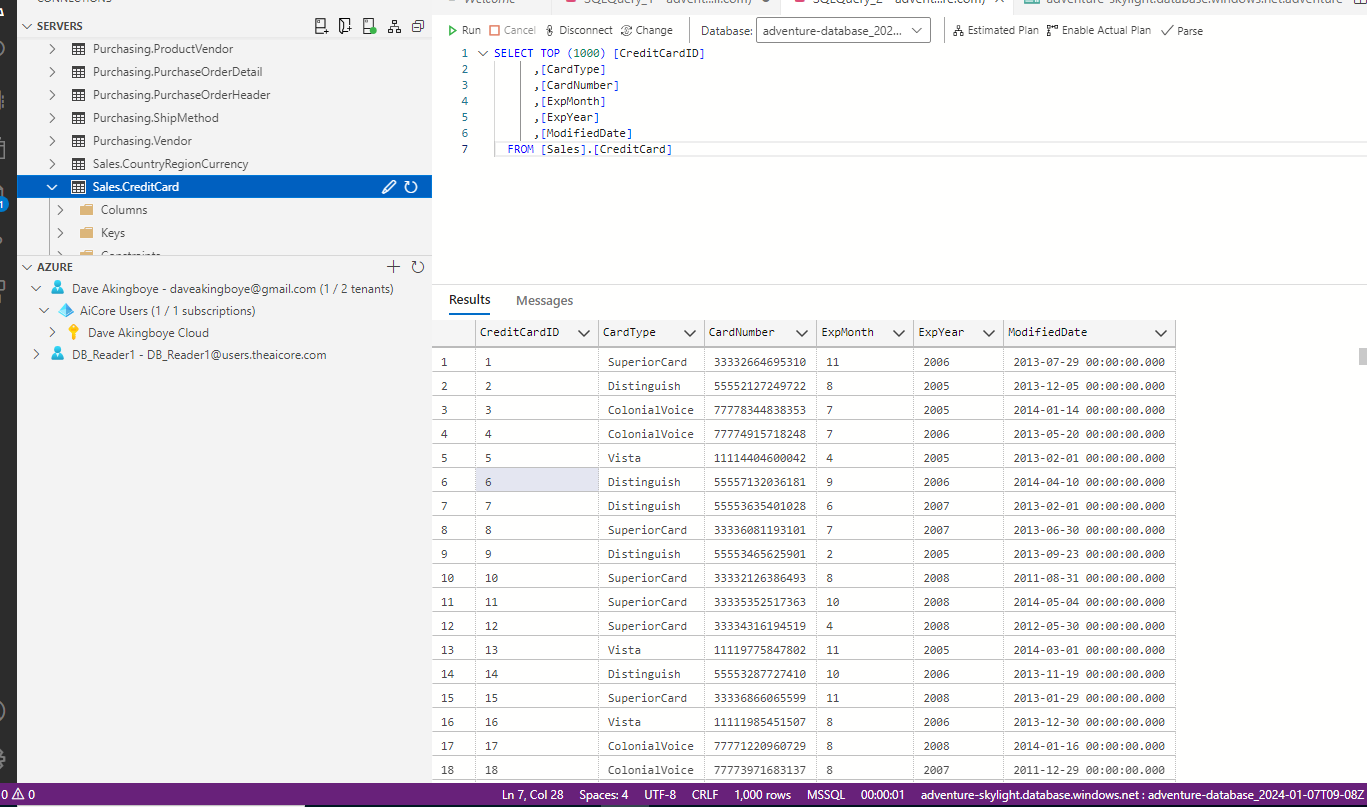 CONNECTIONS
SERVERS
Purchasing.ProductVendor
Purchasing.PurchaseOrderDetail
Purchasing.PurchaseOrderHeader
Purchasing.ShipMethod
Purchasing.Vendor
Sales.CountryRegionCurrency
Sales.CreditCard
Columns
Keys
Constraints
AZURE
Dave Akingboye - daveakingboye@gmail.com (1 / 2 tenants)
AiCore Users (1 / 1 subscriptions)
Dave Akingboye Cloud
DB_Reader1 - DB_Reader1@users.theaicore.com
Welcome SQLQuery_1 - advent...il.com) SQLQuery_2 - adventu...re.com) adventure-skylight.database.windows.net.adventure
Run Cancel Disconnect Change Database: adventure-database_202... Estimated Plan Enable Actual Plan Parse
1 SELECT TOP (1000) [CreditCardID]
2 ,[CardType]
3 ,[CardNumber]
4 ,[ExpMonth]
5 ,[ExpYear]
6 ,[ModifiedDate]
7 FROM [Sales].[CreditCard]
Results Messages
CreditCardID CardType CardNumber ExpMonth ExpYear ModifiedDate
1 1 SuperiorCard 33332664695310 11 2006 2013-07-29 00:00:00.000
2 2 Distinguish 55552127249722 8 2005 2013-12-05 00:00:00.000
3 3 ColonialVoice 77778344838353 7 2005 2014-01-14 00:00:00.000
4 4 ColonialVoice 77774915718248 7 2006 2013-05-20 00:00:00.000
5 5 Vista 11114404600042 4 2005 2013-02-01 00:00:00.000
6 6 Distinguish 55557132036181 9 2006 2014-04-10 00:00:00.000
7 7 Distinguish 55553635401028 6 2007 2013-02-01 00:00:00.000
8 8 SuperiorCard 33336081193101 7 2007 2013-06-30 00:00:00.000
9 9 Distinguish 55553465625901 2 2005 2013-09-23 00:00:00.000
10 10 SuperiorCard 33332126386493 8 2008 2011-08-31 00:00:00.000
11 11 SuperiorCard 33335352517363 10 2008 2014-05-04 00:00:00.000
12 12 SuperiorCard 33334316194519 4 2008 2012-05-30 00:00:00.000
13 13 Vista 11119775847802 11 2005 2014-03-01 00:00:00.000
14 14 Distinguish 55553287727410 10 2006 2013-11-19 00:00:00.000
15 15 SuperiorCard 33336866065599 11 2008 2013-01-29 00:00:00.000
16 16 Vista 11111985451507 8 2006 2013-12-30 00:00:00.000
17 17 ColonialVoice 77771220960729 8 2008 2014-01-16 00:00:00.000
18 18 ColonialVoice 77773971683137 8 2007 2011-12-29 00:00:00.000
0 0 Ln 7, Col 28 Spaces: 4 UTF-8 CRLF 1,000 rows MSSQL 00:00:01 adventure-skylight.database.windows.net : adventure-database_2024-01-07T09-08Z